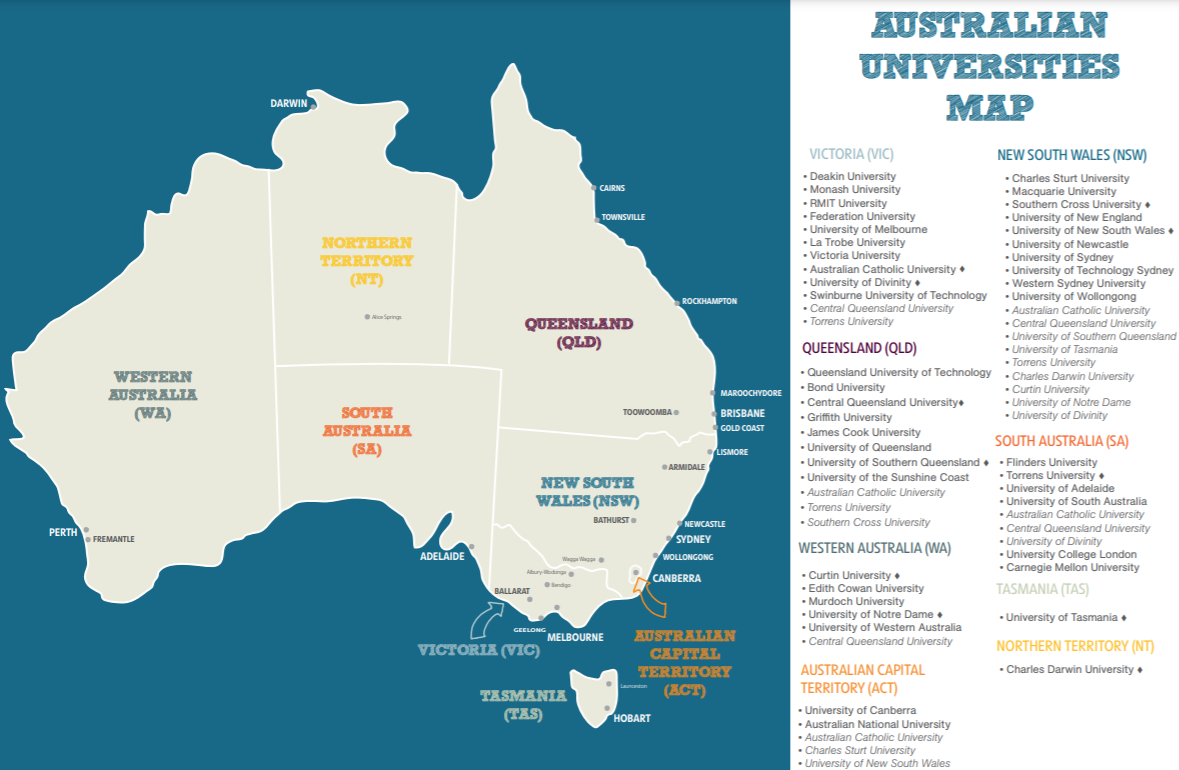 AUSTRALIAN
UNIVERSITIES
MAP
DARWIN
CAIRNS
TOWNSVILLE
NORTHERN
TERRITORY
(NT)
Alice Springs
ROCKHAMPTON
QUEENSLAND
(QLD)
WESTERN
AUSTRALIA
(WA)
SOUTH
AUSTRALIA
(SA)
MAROOCHYDORE
TOOWOOMBA
BRISBANE
GOLD COAST
LISMORE
ARMIDALE
NEW SOUTH
WALES (NSW)
BATHURST
NEWCASTLE
SYDNEY
PERTH
FREMANTLE
ADELAIDE
WOLLONGONG
Wagga Wagga
Albury-Wodonga
CANBERRA
Bendigo
BALLARAT
GEELONG
MELBOURNE
VICTORIA (VIC)
AUSTRALIAN
CAPITAL
TERRITORY
(ACT)
TASMANIA
(TAS)
Launceston
HOBART
VICTORIA (VIC)
• Deakin University
• Monash University
• RMIT University
• Federation University
• University of Melbourne
• La Trobe University
• Victoria University
• Australian Catholic University ♦
• University of Divinity ♦
• Swinburne University of Technology
• Central Queensland University
• Torrens University
QUEENSLAND (QLD)
• Queensland University of Technology
• Bond University
• Central Queensland University♦
• Griffith University
• James Cook University
• University of Queensland
• University of Southern Queensland ♦
• University of the Sunshine Coast
• Australian Catholic University
• Torrens University
• Southern Cross University
WESTERN AUSTRALIA (WA)
• Curtin University ♦
• Edith Cowan University
• Murdoch University
• University of Notre Dame ♦
• University of Western Australia
• Central Queensland University
AUSTRALIAN CAPITAL
TERRITORY (ACT)
• University of Canberra
• Australian National University
• Australian Catholic University
• Charles Sturt University
• University of New South Wales
NEW SOUTH WALES (NSW)
• Charles Sturt University
• Macquarie University
• Southern Cross University ♦
• University of New England
• University of New South Wales ♦
• University of Newcastle
• University of Sydney
• University of Technology Sydney
• Western Sydney University
• University of Wollongong
• Australian Catholic University
• Central Queensland University
• University of Southern Queensland
• University of Tasmania
• Torrens University
• Charles Darwin University
• Curtin University
• University of Notre Dame
• University of Divinity
SOUTH AUSTRALIA (SA)
• Flinders University
• Torrens University ♦
• University of Adelaide
• University of South Australia
• Australian Catholic University
• Central Queensland University
• University of Divinity
• University College London
• Carnegie Mellon University
TASMANIA (TAS)
• University of Tasmania ♦
NORTHERN TERRITORY (NT)
• Charles Darwin University ♦